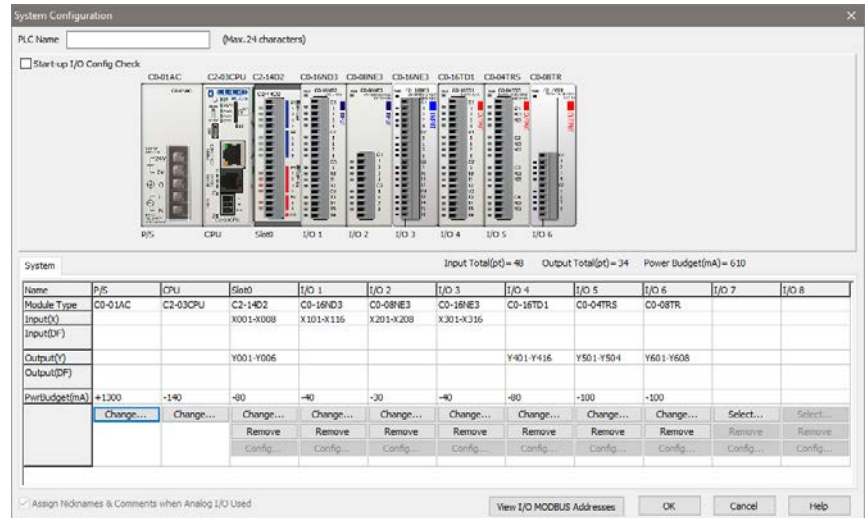 System Configuration
PLC Name (Max.24 characters)
Start-up I/O Config Check
C0-01AC C2-03CPU C2-14D2 C0-16ND3 C0-08NE3 C0-16NE3 C0-16TD1 C0-04TRS C0-08TR
P/S CPU Slot0 I/O 1 I/O 2 I/O 3 I/O 4 I/O 5 I/O 6
System Input Total(pt)= 48 Output Total(pt)= 34 Power Budget(mA)= 610
Name P/S CPU Slot0 I/O 1 I/O 2 I/O 3 I/O 4 I/O 5 I/O 6 I/O 7 I/O 8
Module Type C0-01AC C2-03CPU C2-14D2 C0-16ND3 C0-08NE3 C0-16NE3 C0-16TD1 C0-04TRS C0-08TR
Input(X) X001-X008 X101-X116 X201-X208 X301-X316
Input(DF)
Output(Y) Y001-Y006 Y401-Y416 Y501-Y504 Y601-Y608
Output(DF)
PwrBudget(mA) +1300 -140 -80 -40 -30 -40 -80 -100 -100
Change... Change... Change... Change... Change... Change... Change... Change... Change... Select... Select...
Remove Remove Remove Remove Remove Remove Remove Remove Remove
Config... Config... Config... Config... Config... Config... Config... Config... Config...
Assign Nicknames & Comments when Analog I/O Used View I/O MODBUS Addresses OK Cancel Help